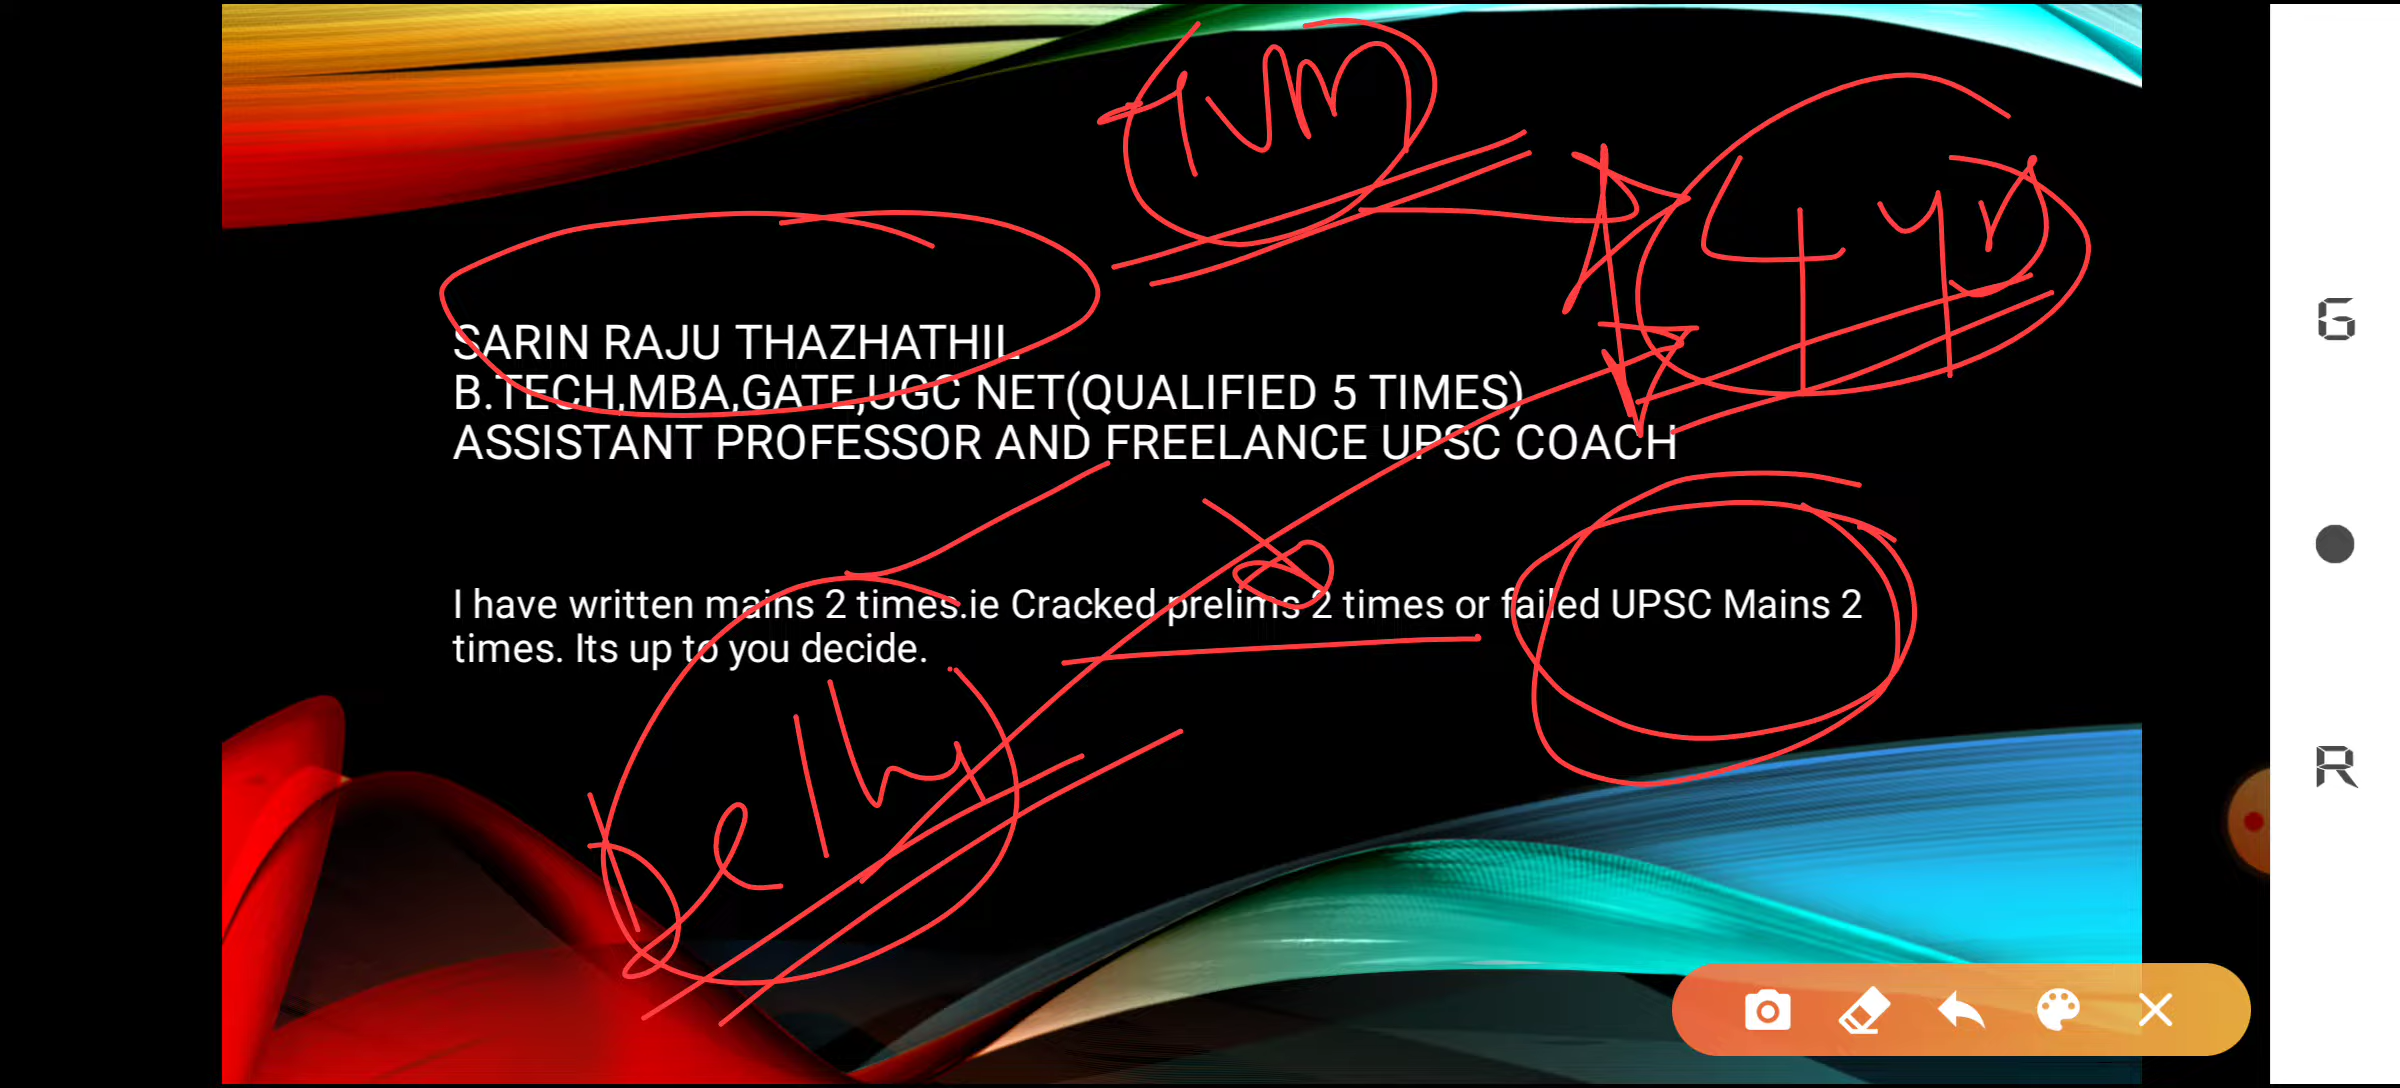 TVM
4 yr
SARIN RAJU THAZHATHIL
B.TECH,MBA,GATE,UGC NET(QUALIFIED 5 TIMES)
ASSISTANT PROFESSOR AND FREELANCE UPSC COACH
I have written mains 2 times.ie Cracked prelims 2 times or failed UPSC Mains 2
times. Its up to you decide.
G
R